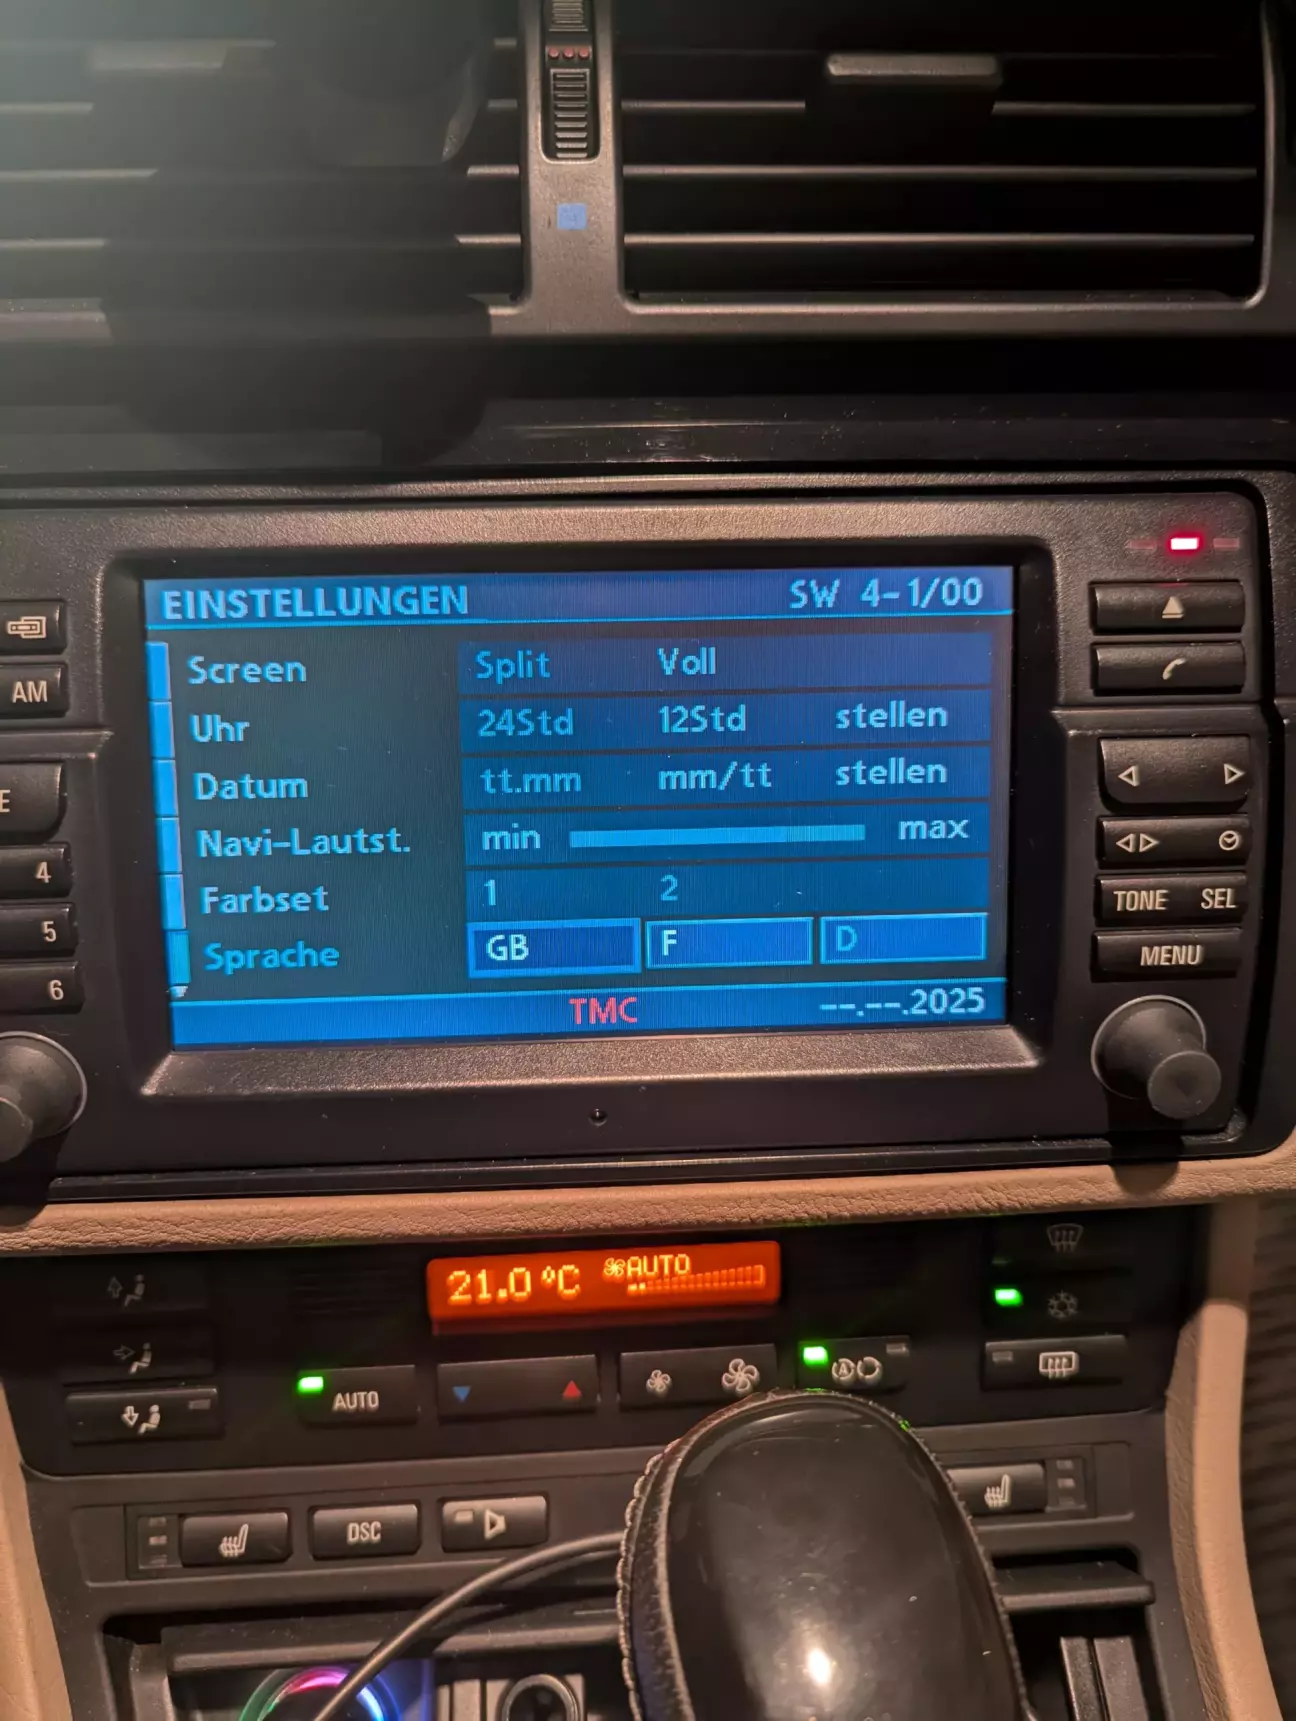 EINSTELLUNGEN SW 4-1/00
Screen Split Voll
Uhr 24Std 12Std stellen
Datum tt.mm mm/tt stellen
Navi-Lautst. min max
Farbset 1 2
Sprache GB F D
TMC --.--.2025
AM
E
4
5
6
TONE SEL
MENU
21.0°C AUTO
AUTO
A
DSC